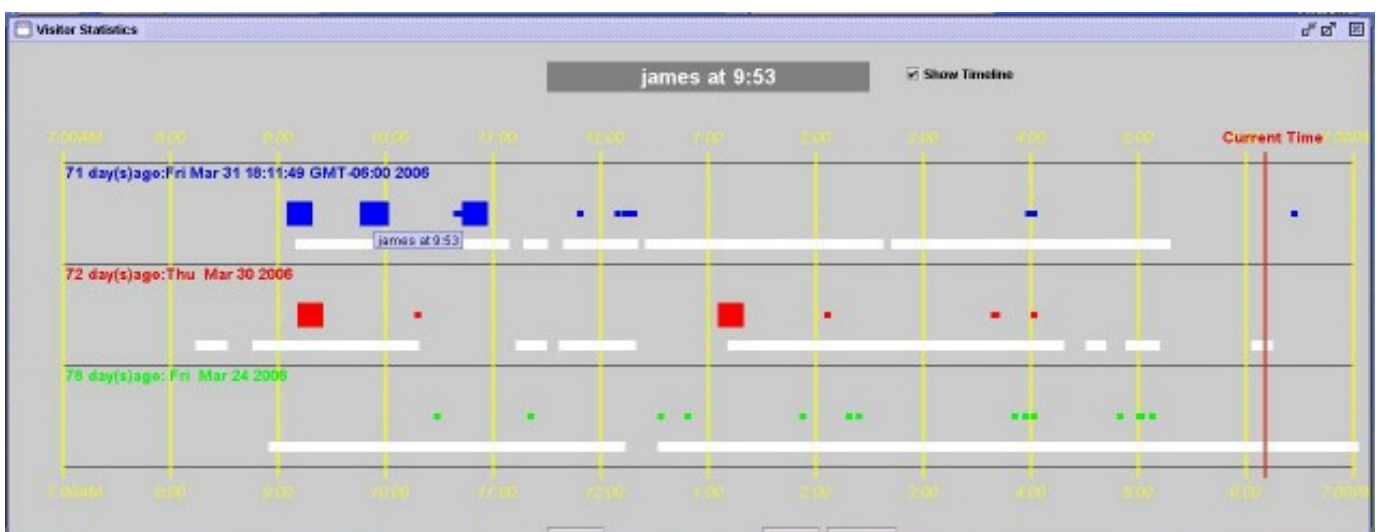 Visitor Statistics
james at 9:53
Show Timeline
7:00AM 8:00 9:00 10:00 11:00 12:00 1:00 2:00 3:00 4:00 5:00 Current Time 7:00PM
71 day(s)ago:Fri Mar 31 18:11:49 GMT-06:00 2006
james at 9:53
72 day(s)ago:Thu Mar 30 2006
78 day(s)ago: Fri Mar 24 2006
7:00AM 8:00 9:00 10:00 11:00 12:00 1:00 2:00 3:00 4:00 5:00 6:00 7:00PM